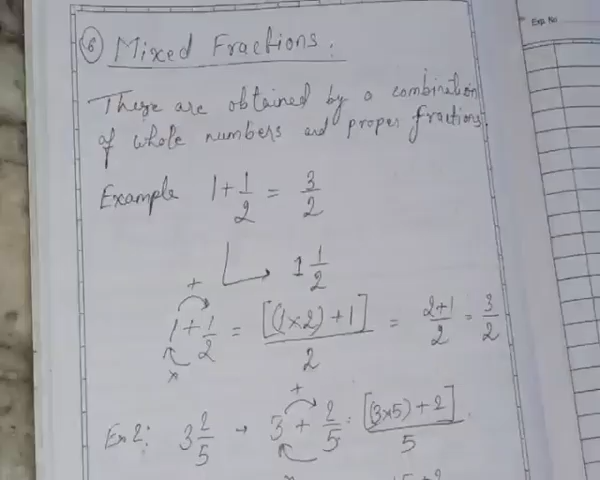 Exp. No.
6 Mixed Fractions :
These are obtained by a combination
of whole numbers and proper fractions.
Example 1 + 1/2 = 3/2
1 1/2
+
1 + 1/2 = [(1×2) + 1]/2 = 2+1/2 = 3/2
×
+
Ex 2: 3 2/5 → 3 + 2/5 : [(3×5) + 2]/5